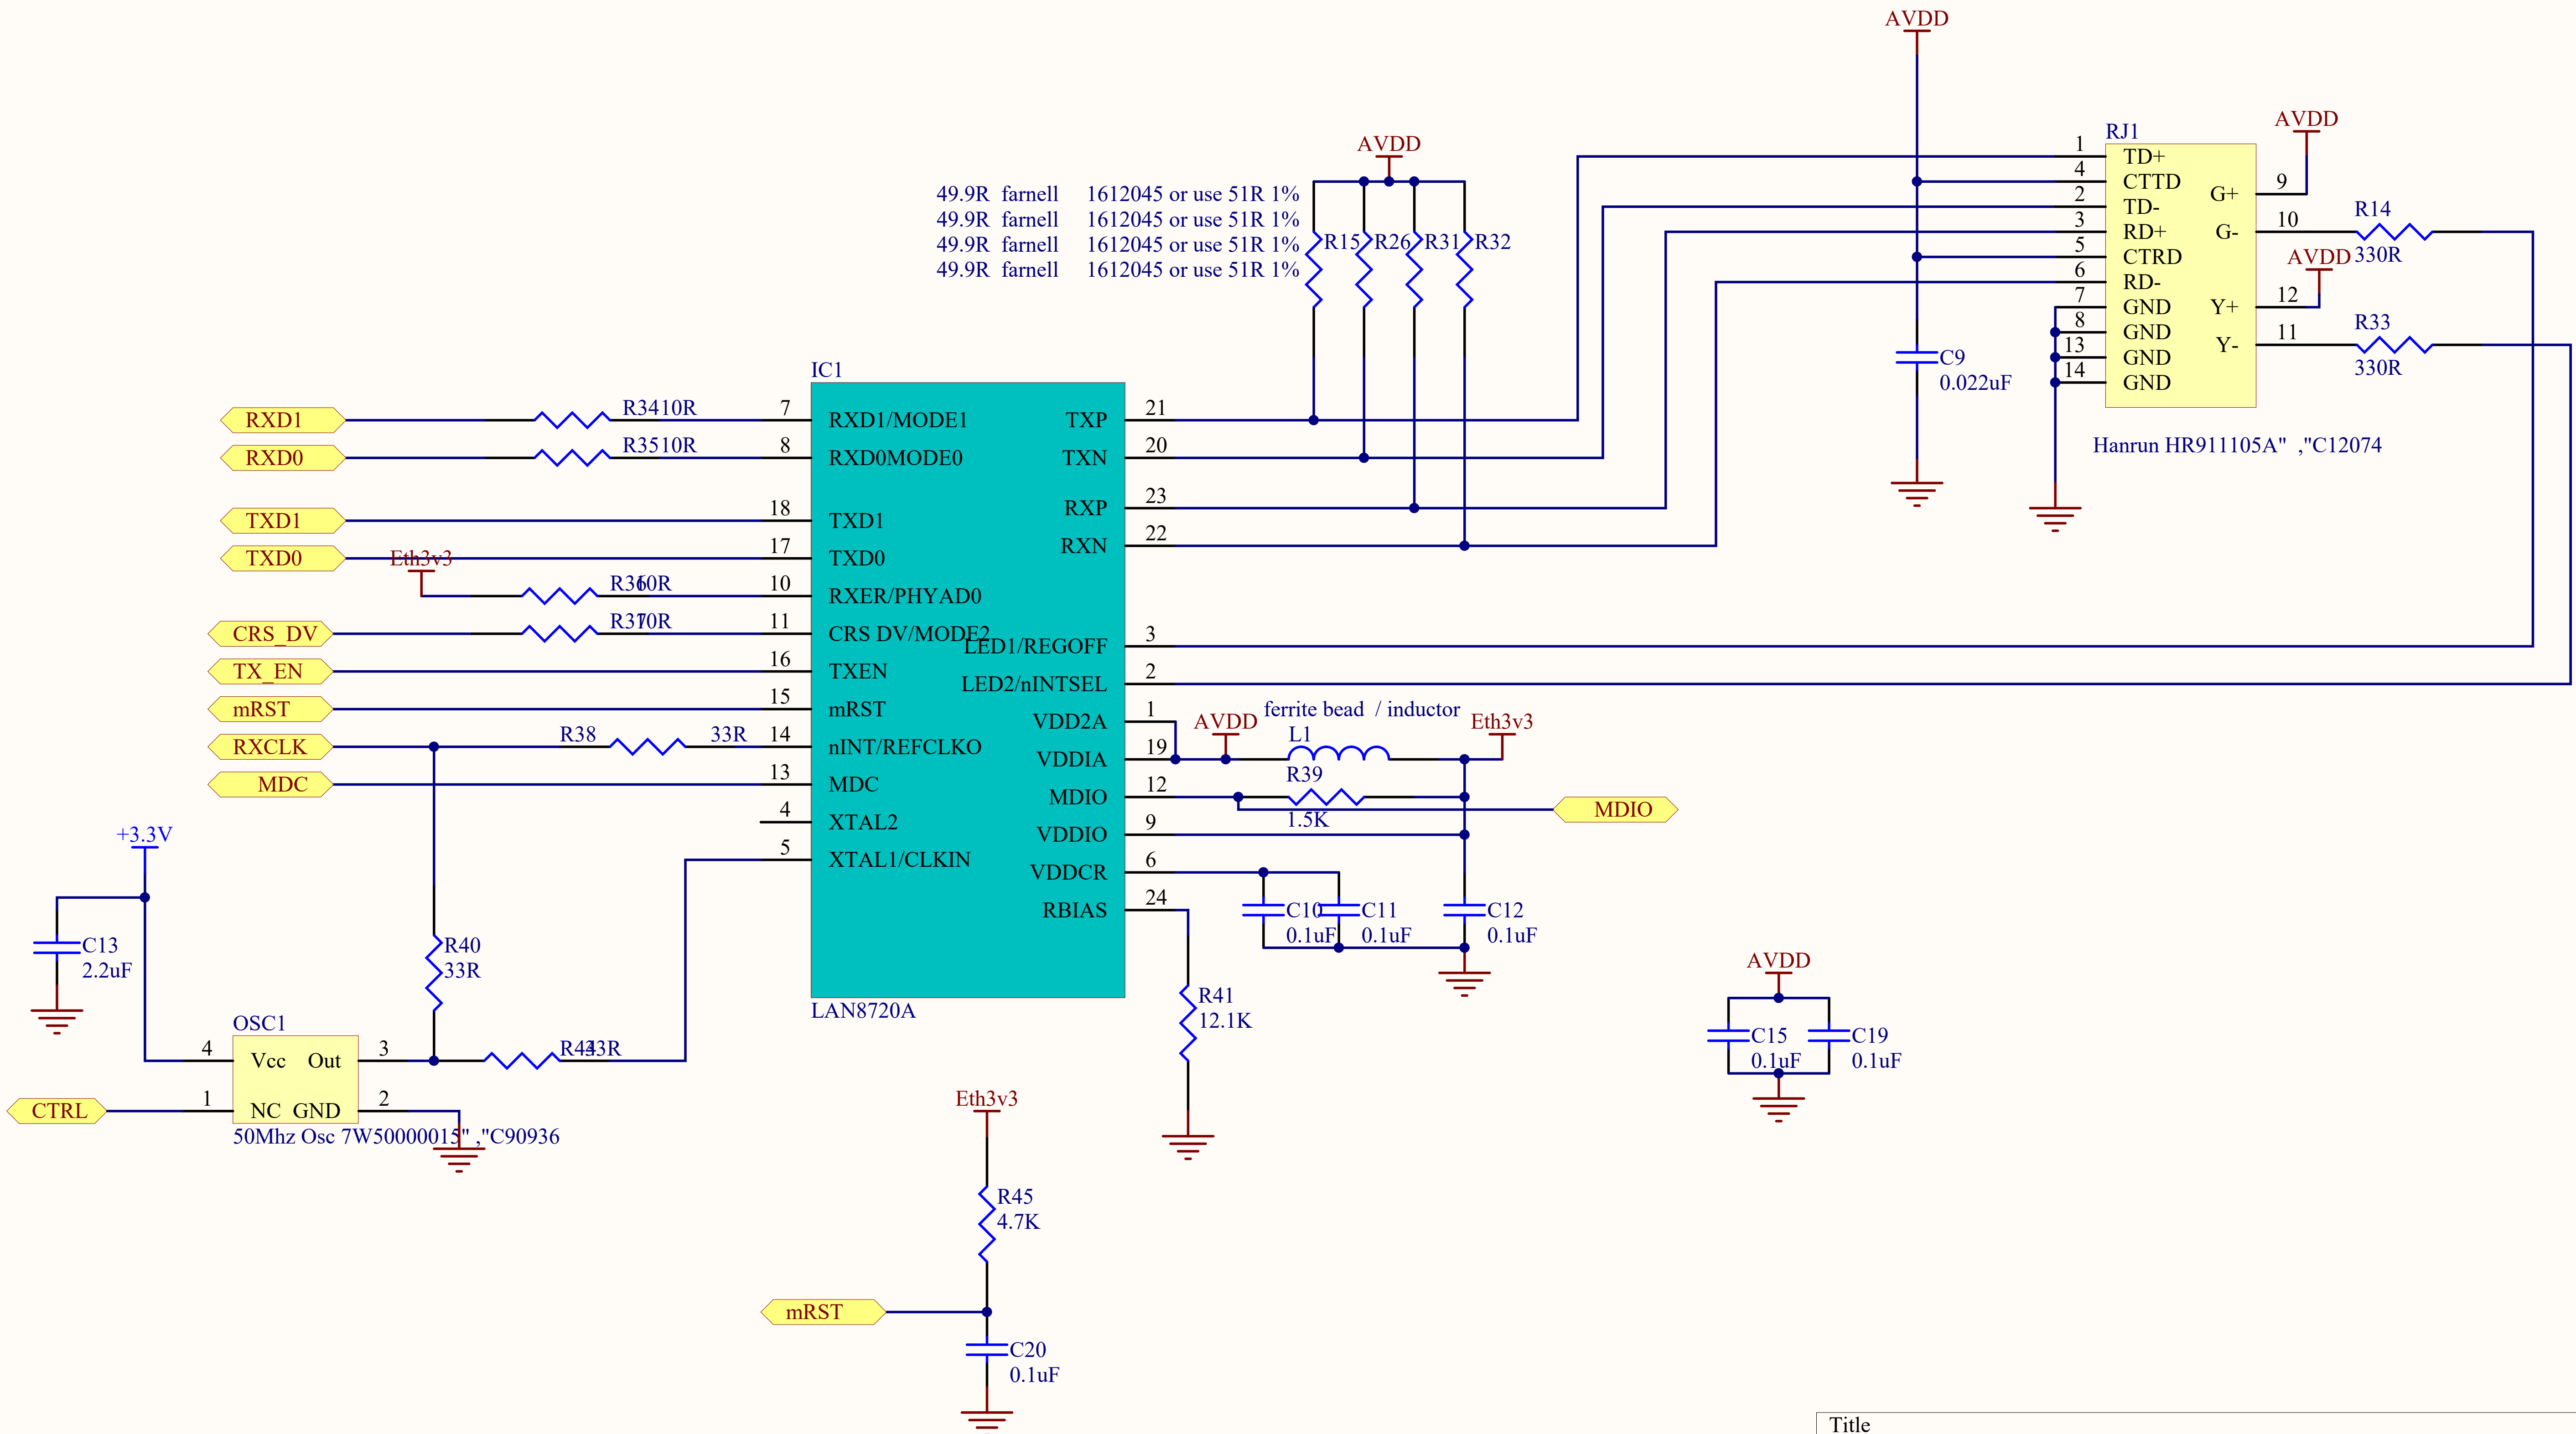 AVDD
AVDD
RJ1
AVDD
1 TD+
4 CTTD
2 TD-
3 RD+
5 CTRD
6 RD-
7 GND
8 GND
13 GND
14 GND
G+ 9
G- 10
Y+ 12
Y- 11
R14
330R
AVDD
R33
330R
Hanrun HR911105A" ,"C12074
C9
0.022uF
49.9R farnell 1612045 or use 51R 1%
49.9R farnell 1612045 or use 51R 1%
49.9R farnell 1612045 or use 51R 1%
49.9R farnell 1612045 or use 51R 1%
R15 R26 R31 R32
IC1
RXD1 R34 10R 7 RXD1/MODE1
RXD0 R35 10R 8 RXD0MODE0
TXD1 18 TXD1
TXD0 17 TXD0
Eth3v3
R36 10R 10 RXER/PHYAD0
CRS_DV R37 10R 11 CRS DV/MODE2
TX_EN 16 TXEN
mRST 15 mRST
RXCLK R38 33R 14 nINT/REFCLKO
MDC 13 MDC
4 XTAL2
5 XTAL1/CLKIN
TXP 21
TXN 20
RXP 23
RXN 22
LED1/REGOFF 3
LED2/nINTSEL 2
VDD2A 1
VDDIA 19
MDIO 12
VDDIO 9
VDDCR 6
RBIAS 24
LAN8720A
AVDD
ferrite bead / inductor
L1
Eth3v3
R39
1.5K
MDIO
C10
0.1uF
C11
0.1uF
C12
0.1uF
R41
12.1K
+3.3V
C13
2.2uF
R40
33R
OSC1
4 Vcc Out 3
1 NC GND 2
33R
CTRL
50Mhz Osc 7W50000015" ,"C90936
AVDD
C15
0.1uF
C19
0.1uF
Eth3v3
R45
4.7K
mRST
C20
0.1uF
Title